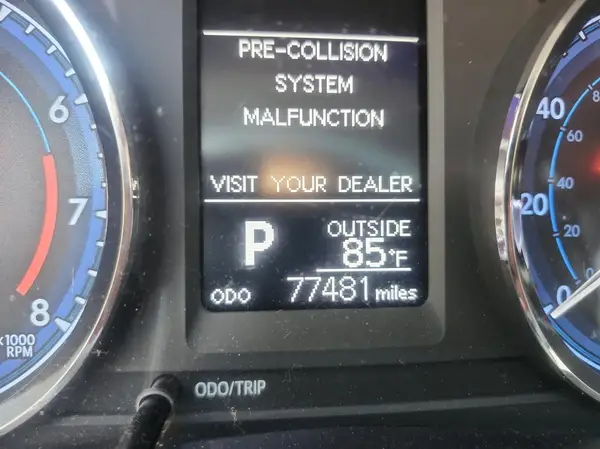 PRE-COLLISION
SYSTEM
MALFUNCTION
VISIT YOUR DEALER
P
OUTSIDE
85°F
ODO 77481 miles
6
7
8
x1000
RPM
ODO/TRIP
40
20
0
60
40
20